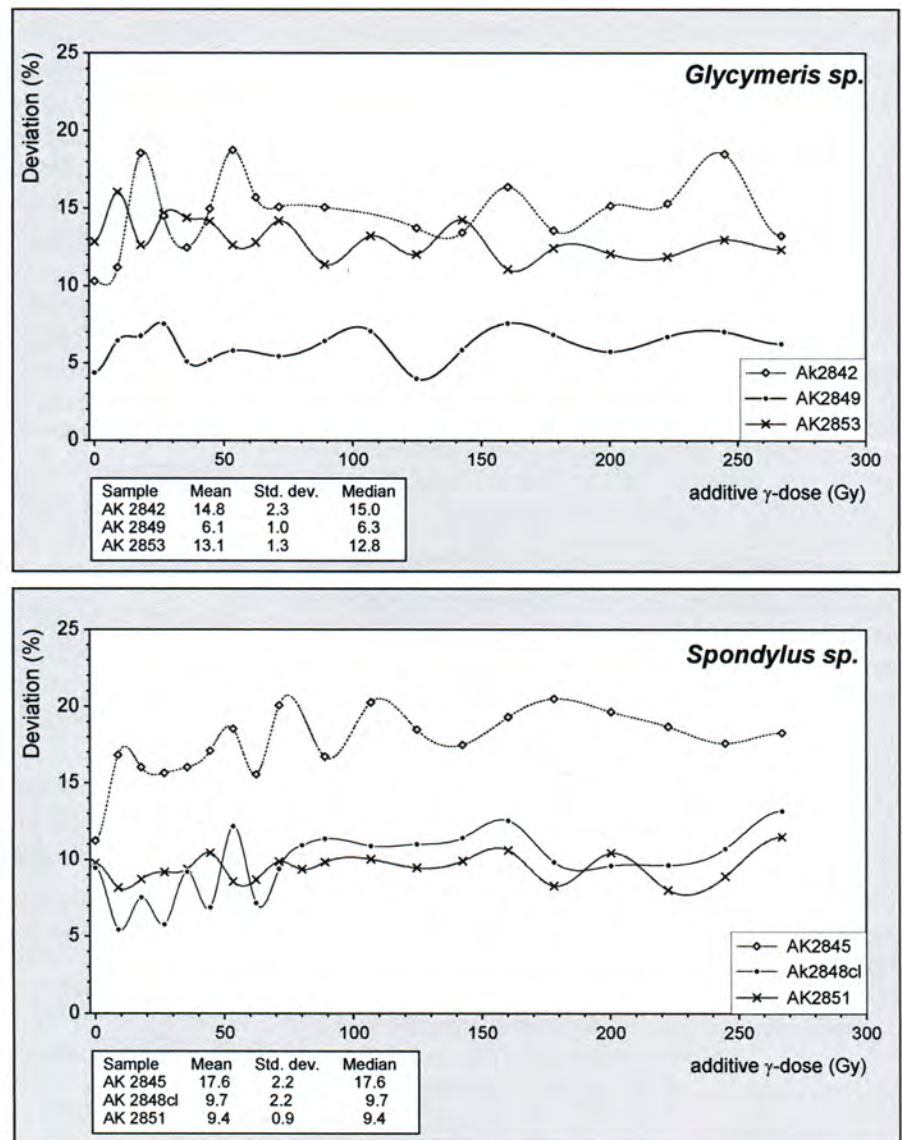 Glycymeris sp.
Deviation (%)
25
20
15
10
5
0
0 50 100 150 200 250 300
additive γ-dose (Gy)
Ak2842
AK2849
AK2853
Sample Mean Std. dev. Median
AK 2842 14.8 2.3 15.0
AK 2849 6.1 1.0 6.3
AK 2853 13.1 1.3 12.8
Spondylus sp.
Deviation (%)
25
20
15
10
5
0
0 50 100 150 200 250 300
additive γ-dose (Gy)
AK2845
Ak2848cl
AK2851
Sample Mean Std. dev. Median
AK 2845 17.6 2.2 17.6
AK 2848cl 9.7 2.2 9.7
AK 2851 9.4 0.9 9.4